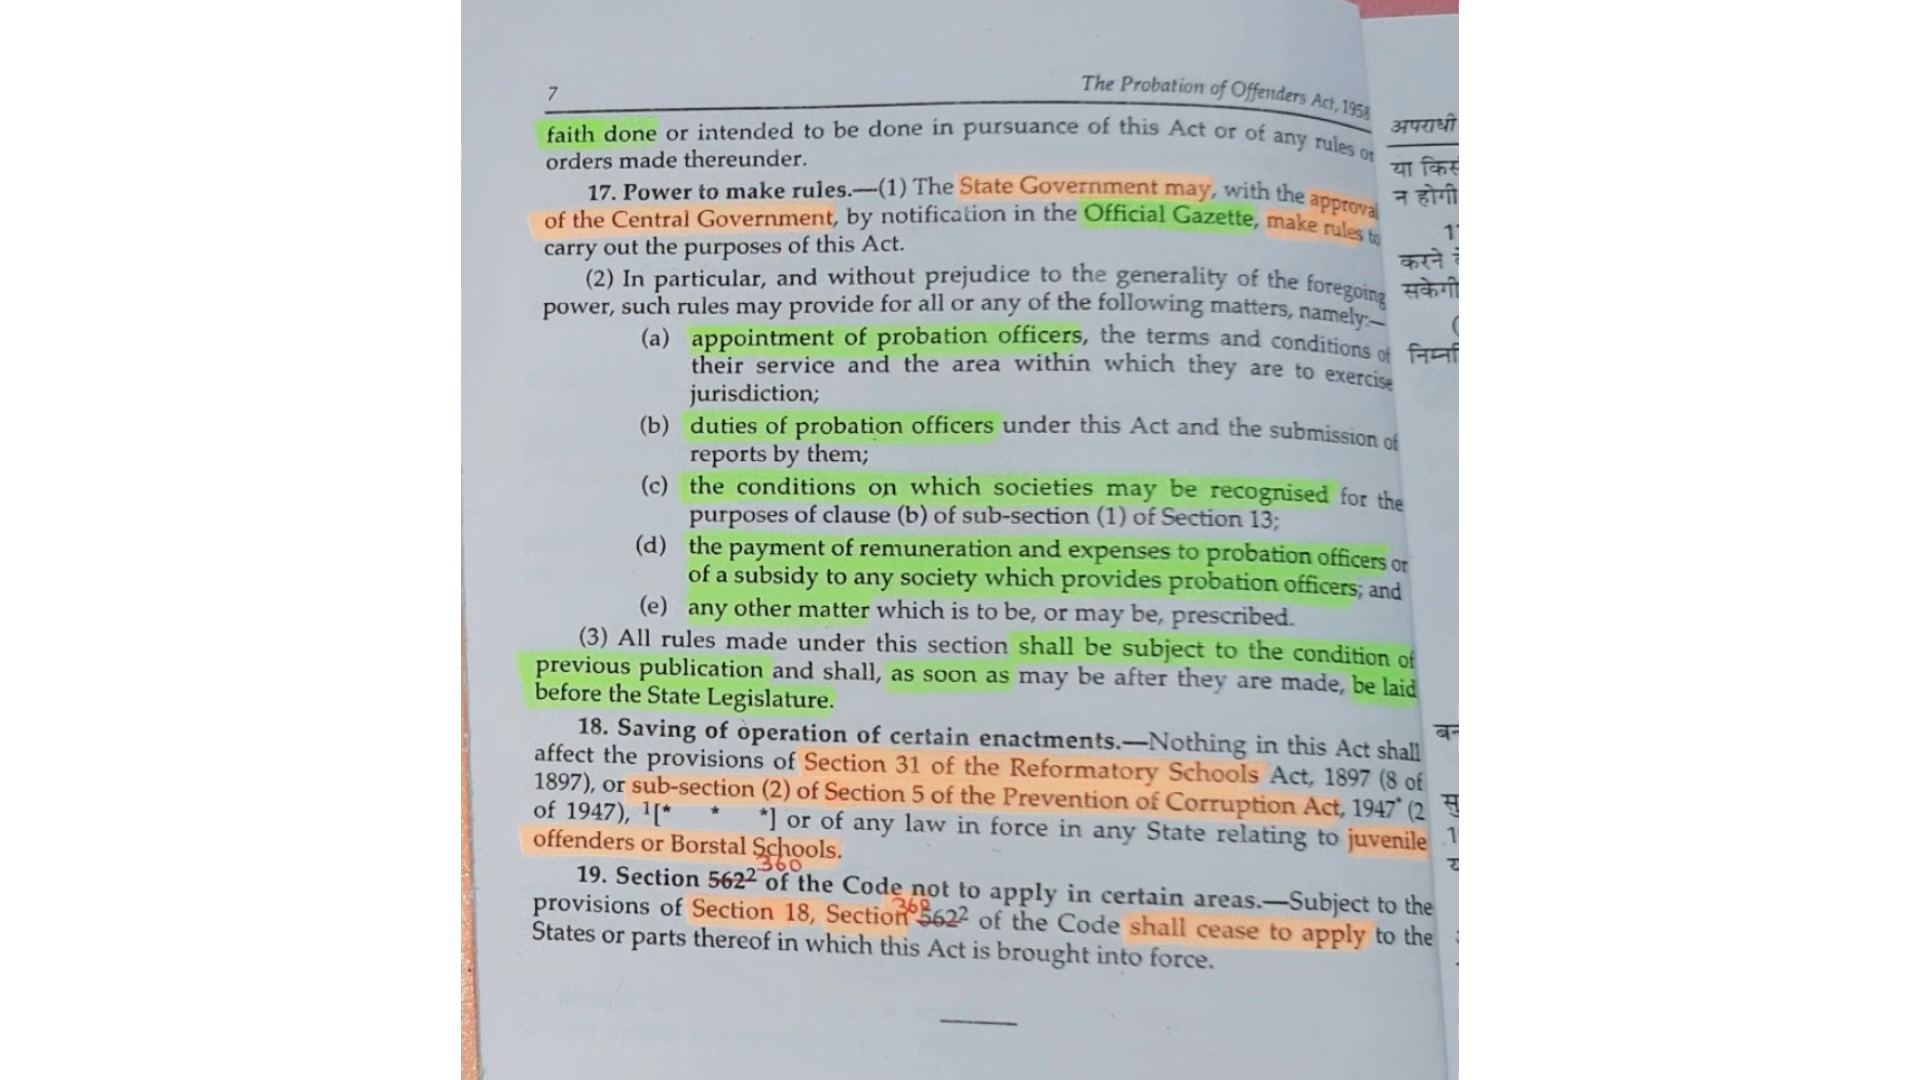 7 The Probation of Offenders Act, 1958
faith done or intended to be done in pursuance of this Act or of any rules or
orders made thereunder.
17. Power to make rules.—(1) The State Government may, with the approval
of the Central Government, by notification in the Official Gazette, make rules to
carry out the purposes of this Act.
(2) In particular, and without prejudice to the generality of the foregoing
power, such rules may provide for all or any of the following matters, namely:—
(a) appointment of probation officers, the terms and conditions of
their service and the area within which they are to exercise
jurisdiction;
(b) duties of probation officers under this Act and the submission of
reports by them;
(c) the conditions on which societies may be recognised for the
purposes of clause (b) of sub-section (1) of Section 13;
(d) the payment of remuneration and expenses to probation officers or
of a subsidy to any society which provides probation officers; and
(e) any other matter which is to be, or may be, prescribed.
(3) All rules made under this section shall be subject to the condition of
previous publication and shall, as soon as may be after they are made, be laid
before the State Legislature.
18. Saving of operation of certain enactments.—Nothing in this Act shall
affect the provisions of Section 31 of the Reformatory Schools Act, 1897 (8 of
1897), or sub-section (2) of Section 5 of the Prevention of Corruption Act, 1947* (2
of 1947), ¹[* * *] or of any law in force in any State relating to juvenile
offenders or Borstal Schools.
360
19. Section 562² of the Code not to apply in certain areas.—Subject to the
360
provisions of Section 18, Section 562² of the Code shall cease to apply to the
States or parts thereof in which this Act is brought into force.
अपराधी
या
न होगी
करने